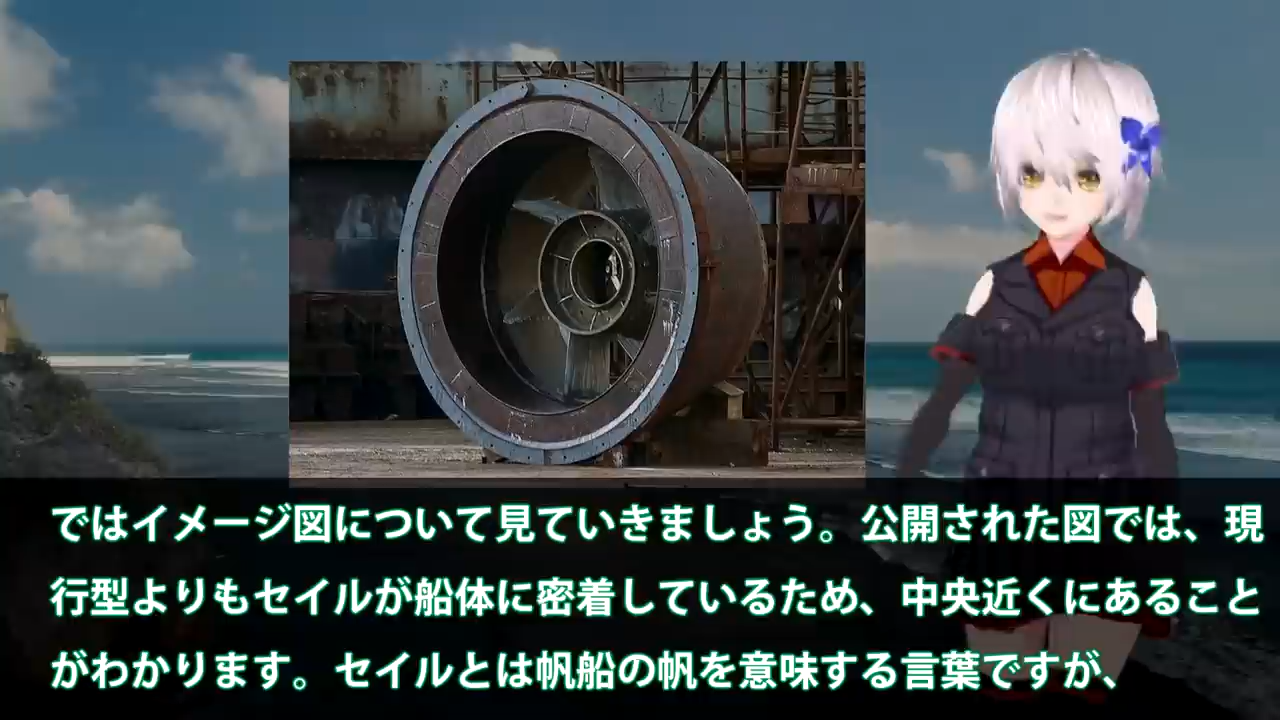 ではイメージ図について見ていきましょう。公開された図では、現
行型よりもセイルが船体に密着しているため、中央近くにあること
がわかります。セイルとは帆船の帆を意味する言葉ですが、